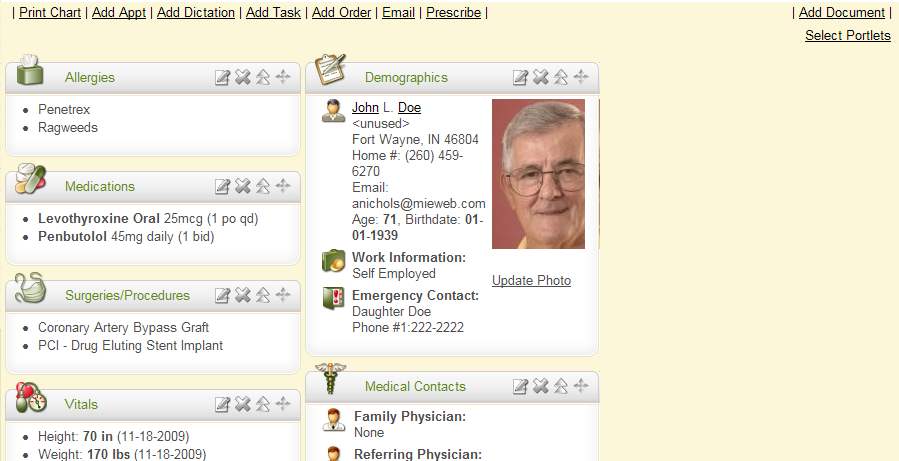 | Print Chart | Add Appt | Add Dictation | Add Task | Add Order | Email | Prescribe |
| Add Document |
Select Portlets
Allergies
Penetrex
Ragweeds
Medications
Levothyroxine Oral 25mcg (1 po qd)
Penbutolol 45mg daily (1 bid)
Surgeries/Procedures
Coronary Artery Bypass Graft
PCI - Drug Eluting Stent Implant
Vitals
Height: 70 in (11-18-2009)
Weight: 170 lbs (11-18-2009)
Demographics
John L. Doe
<unused>
Fort Wayne, IN 46804
Home #: (260) 459-
6270
Email:
anichols@mieweb.com
Age: 71, Birthdate: 01-
01-1939
Work Information:
Self Employed
Emergency Contact:
Daughter Doe
Phone #1:222-2222
Update Photo
Medical Contacts
Family Physician:
None
Referring Physician: